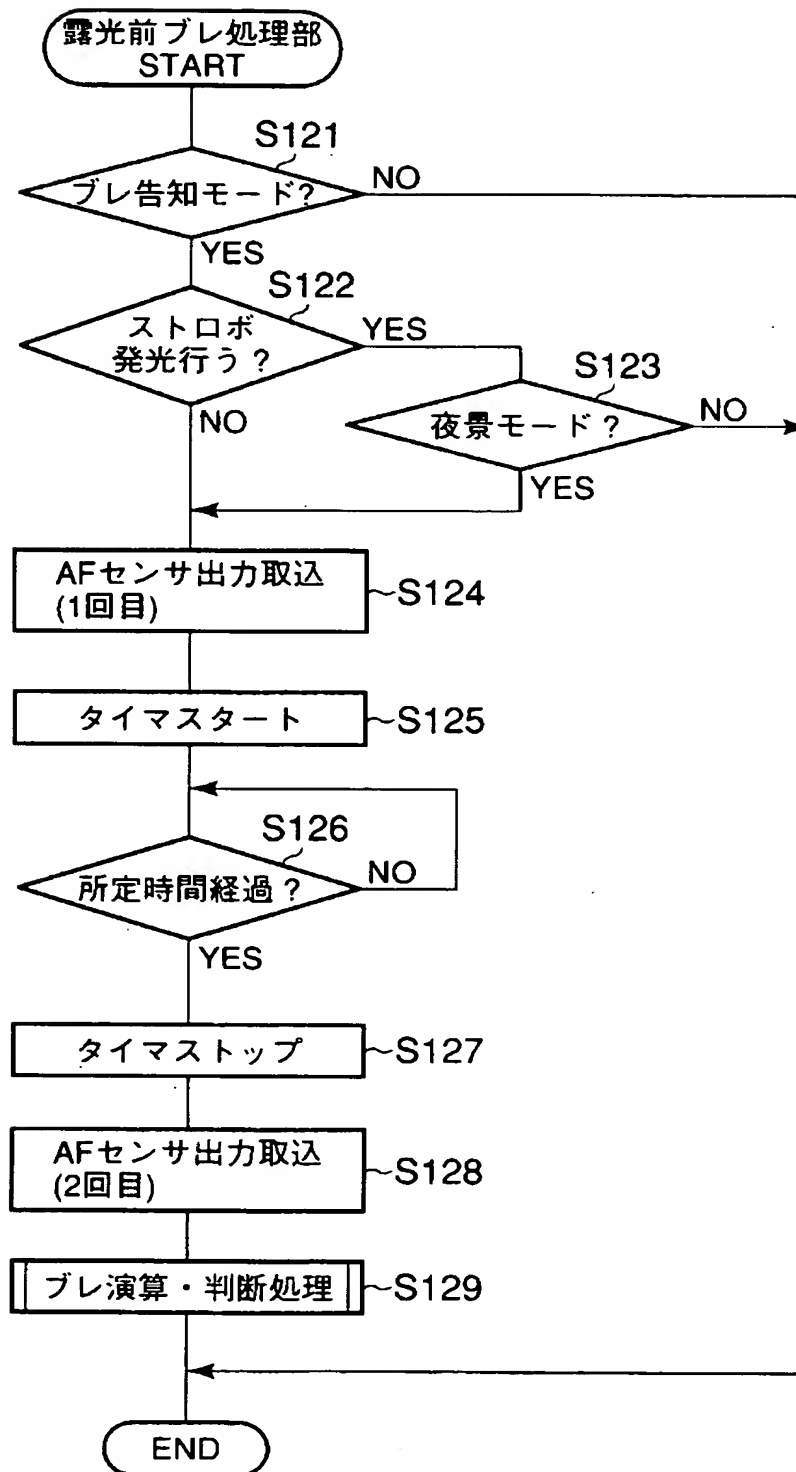 露光前ブレ処理部
START
S121
ブレ告知モード?
NO
YES
S122
ストロボ
発光行う?
YES
S123
夜景モード?
NO
NO
YES
AFセンサ出力取込
(1回目)
S124
タイマスタート
S125
S126
所定時間経過?
NO
YES
タイマストップ
S127
AFセンサ出力取込
(2回目)
S128
ブレ演算・判断処理
S129
END